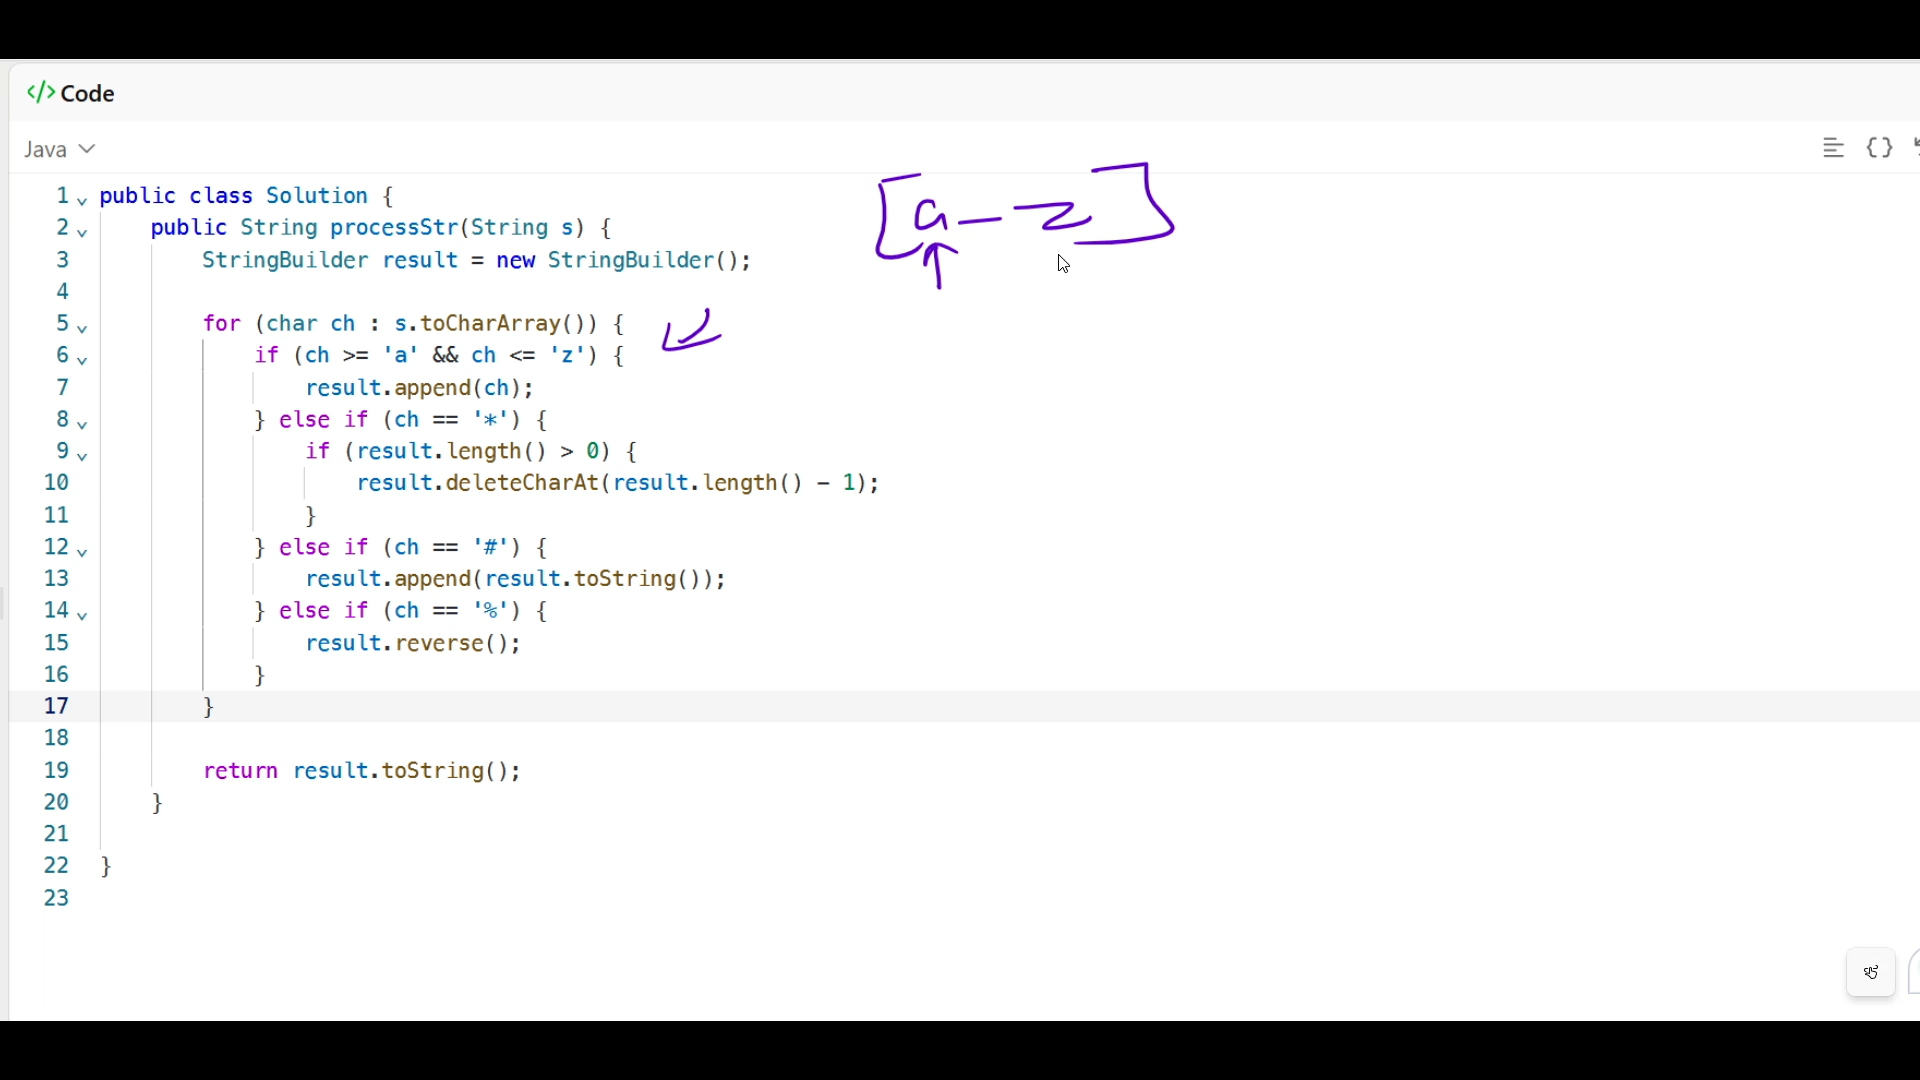 </> Code
Java
[a-z]
1 public class Solution {
2 public String processStr(String s) {
3 StringBuilder result = new StringBuilder();
4
5 for (char ch : s.toCharArray()) {
6 if (ch >= 'a' && ch <= 'z') {
7 result.append(ch);
8 } else if (ch == '*') {
9 if (result.length() > 0) {
10 result.deleteCharAt(result.length() - 1);
11 }
12 } else if (ch == '#') {
13 result.append(result.toString());
14 } else if (ch == '%') {
15 result.reverse();
16 }
17 }
18
19 return result.toString();
20 }
21
22 }
23